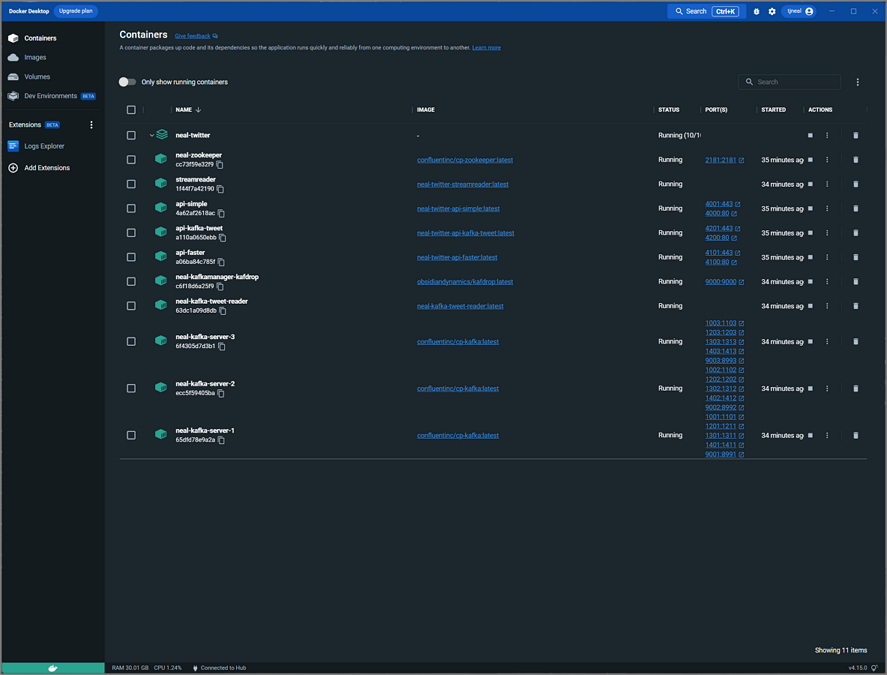 Docker Desktop Upgrade plan Search Ctrl+K tjneal
Containers
Images
Volumes
Dev Environments BETA
Extensions BETA
Logs Explorer
Add Extensions
Containers Give feedback
A container packages up code and its dependencies so the application runs quickly and reliably from one computing environment to another. Learn more
Only show running containers Search
NAME IMAGE STATUS PORT(S) STARTED ACTIONS
neal-twitter - Running (10/1
neal-zookeeper
cc73f59e32f9 confluentinc/cp-zookeeper:latest Running 2181:2181 35 minutes ag
streamreader
1f44f7a42190 neal-twitter-streamreader:latest Running 34 minutes ag
api-simple
4a62af2618ac neal-twitter-api-simple:latest Running 4001:443 35 minutes ag
4000:80
api-kafka-tweet
a110a0650ebb neal-twitter-api-kafka-tweet:latest Running 4201:443 35 minutes ag
4200:80
api-faster
a06ba84c785f neal-twitter-api-faster:latest Running 4101:443 35 minutes ag
4100:80
neal-kafkamanager-kafdrop
c6f18d6a25f9 obsidiandynamics/kafdrop:latest Running 9000:9000 34 minutes ag
neal-kafka-tweet-reader
63dc1a09d8db neal-kafka-tweet-reader:latest Running 34 minutes ag
neal-kafka-server-3
6f4305d7d3b1 confluentinc/cp-kafka:latest Running 34 minutes ag
1003:1103
1203:1203
1303:1313
1403:1413
9003:8993
neal-kafka-server-2
ecc5f59405ba confluentinc/cp-kafka:latest Running 34 minutes ag
1002:1102
1202:1202
1302:1312
1402:1412
9002:8992
neal-kafka-server-1
65dfd78e9a2a confluentinc/cp-kafka:latest Running 34 minutes ag
1001:1101
1201:1211
1301:1311
1401:1411
9001:8991
Showing 11 items
RAM 30.01 GB CPU 1.24% Connected to Hub v4.15.0